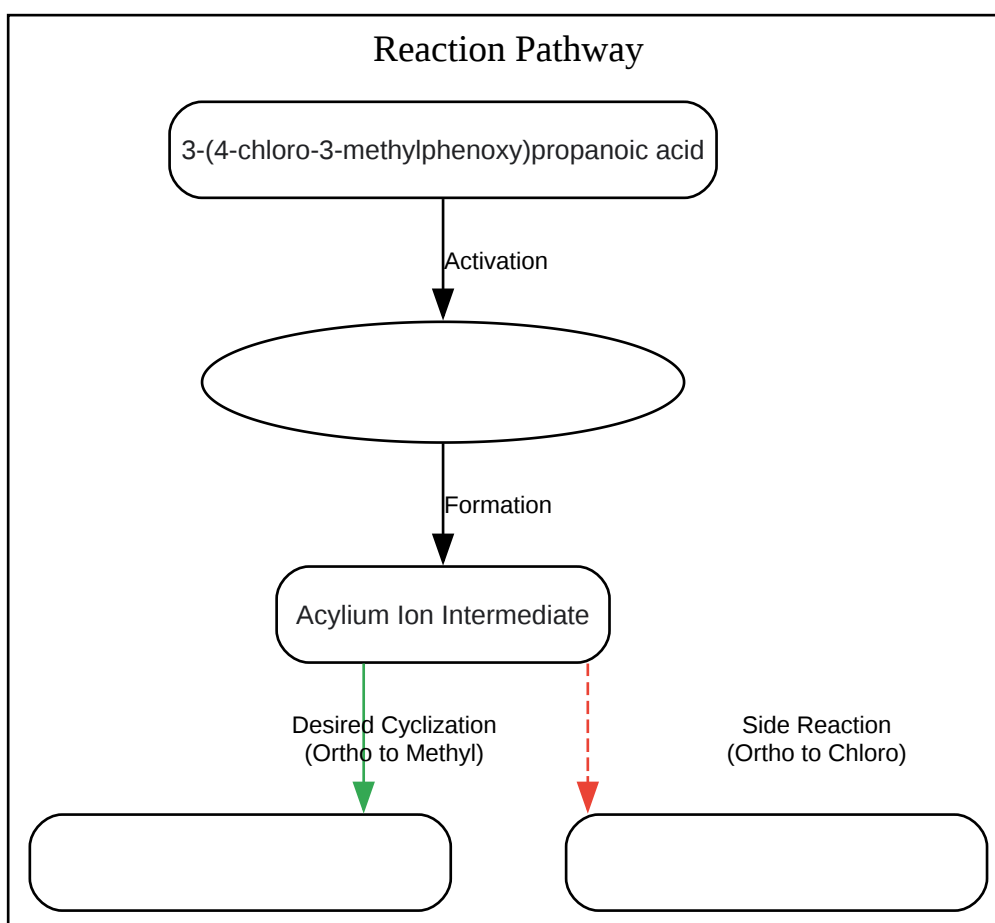 Reaction Pathway
3-(4-chloro-3-methylphenoxy)propanoic acid
Activation
Formation
Acylium Ion Intermediate
Desired Cyclization
(Ortho to Methyl)
Side Reaction
(Ortho to Chloro)